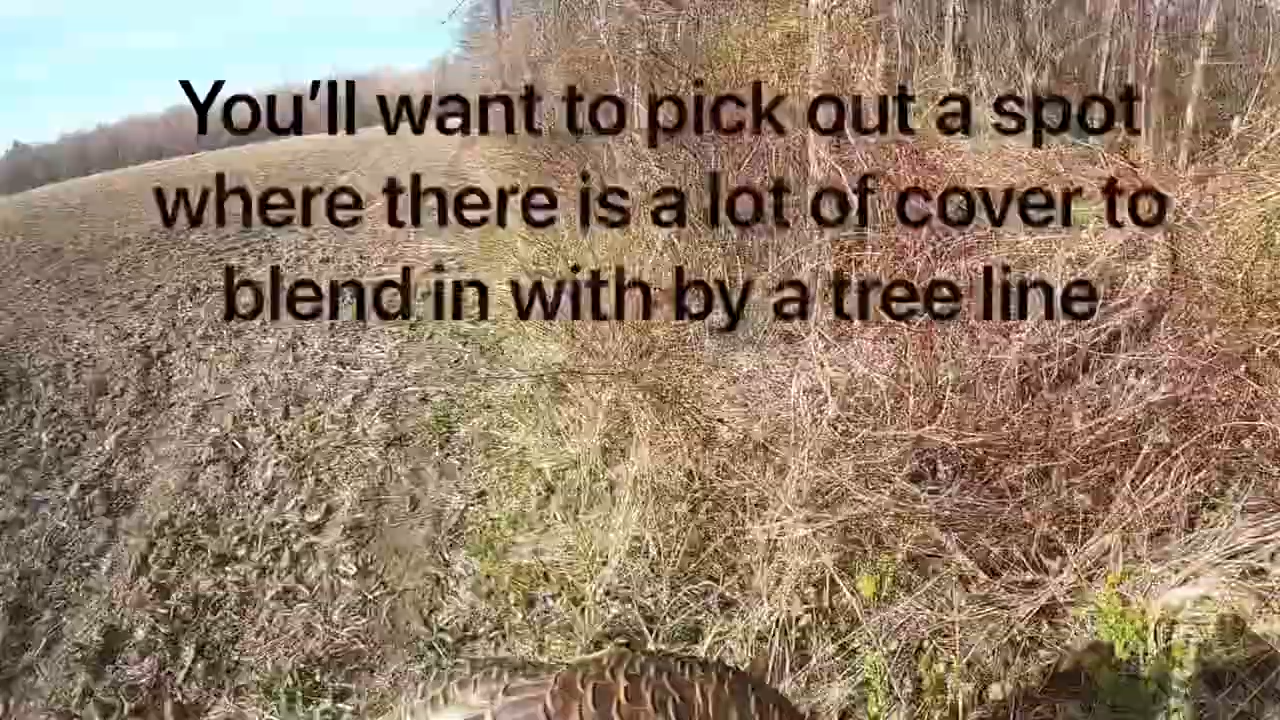 You’ll want to pick out a spot
where there is a lot of cover to
blend in with by a tree line